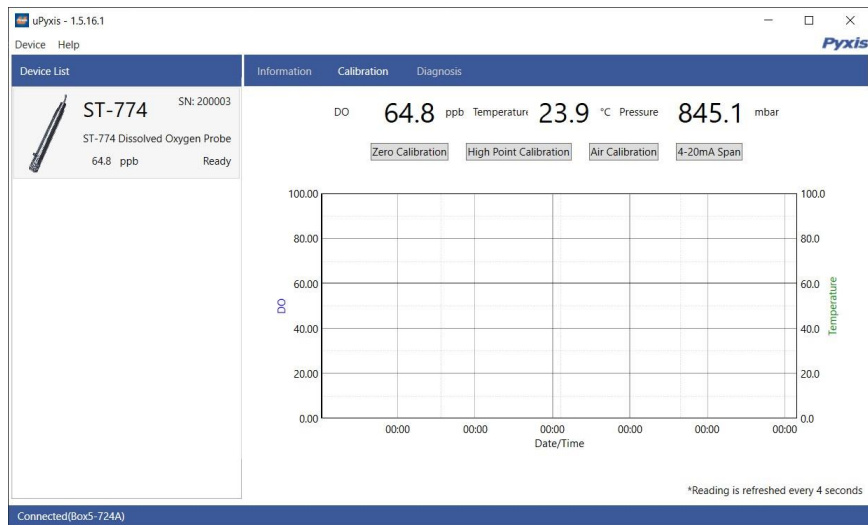 uPyxis - 1.5.16.1
Device Help
Pyxis
Device List
Information Calibration Diagnosis
ST-774
SN: 200003
ST-774 Dissolved Oxygen Probe
64.8 ppb Ready
DO 64.8 ppb Temperature 23.9 °C Pressure 845.1 mbar
Zero Calibration High Point Calibration Air Calibration 4-20mA Span
100.00 100.0
80.00 80.0
60.00 60.0
DO
Temperature
40.00 40.0
20.00 20.0
0.00 0.0
00:00 00:00 00:00 00:00 00:00 00:00
Date/Time
*Reading is refreshed every 4 seconds
Connected(Box5-724A)